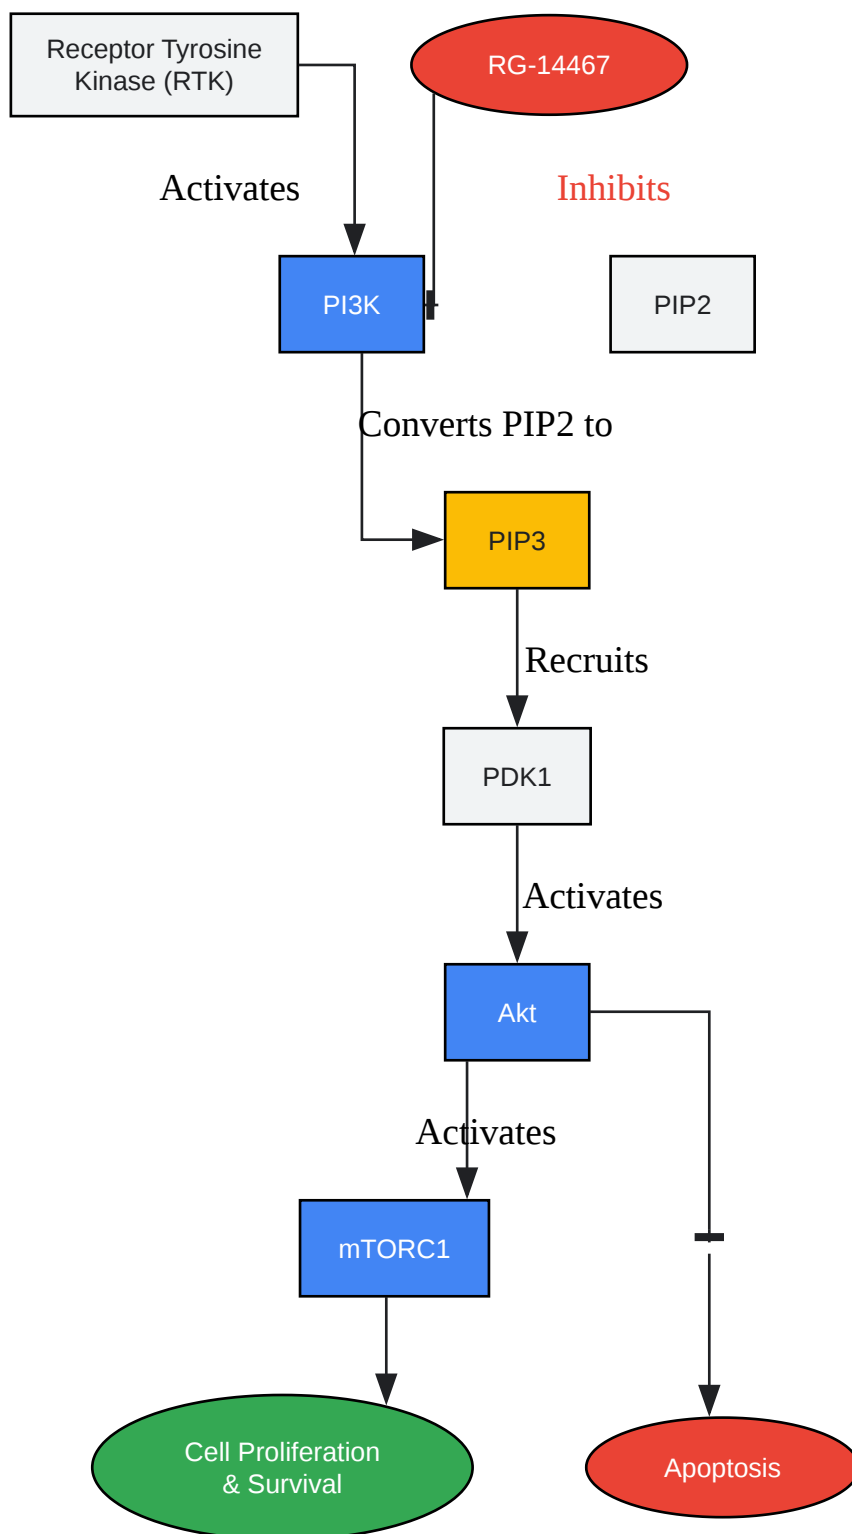 Receptor Tyrosine
Kinase (RTK)
RG-14467
Activates
Inhibits
PI3K
PIP2
Converts PIP2 to
PIP3
Recruits
PDK1
Activates
Akt
Activates
mTORC1
Cell Proliferation
& Survival
Apoptosis